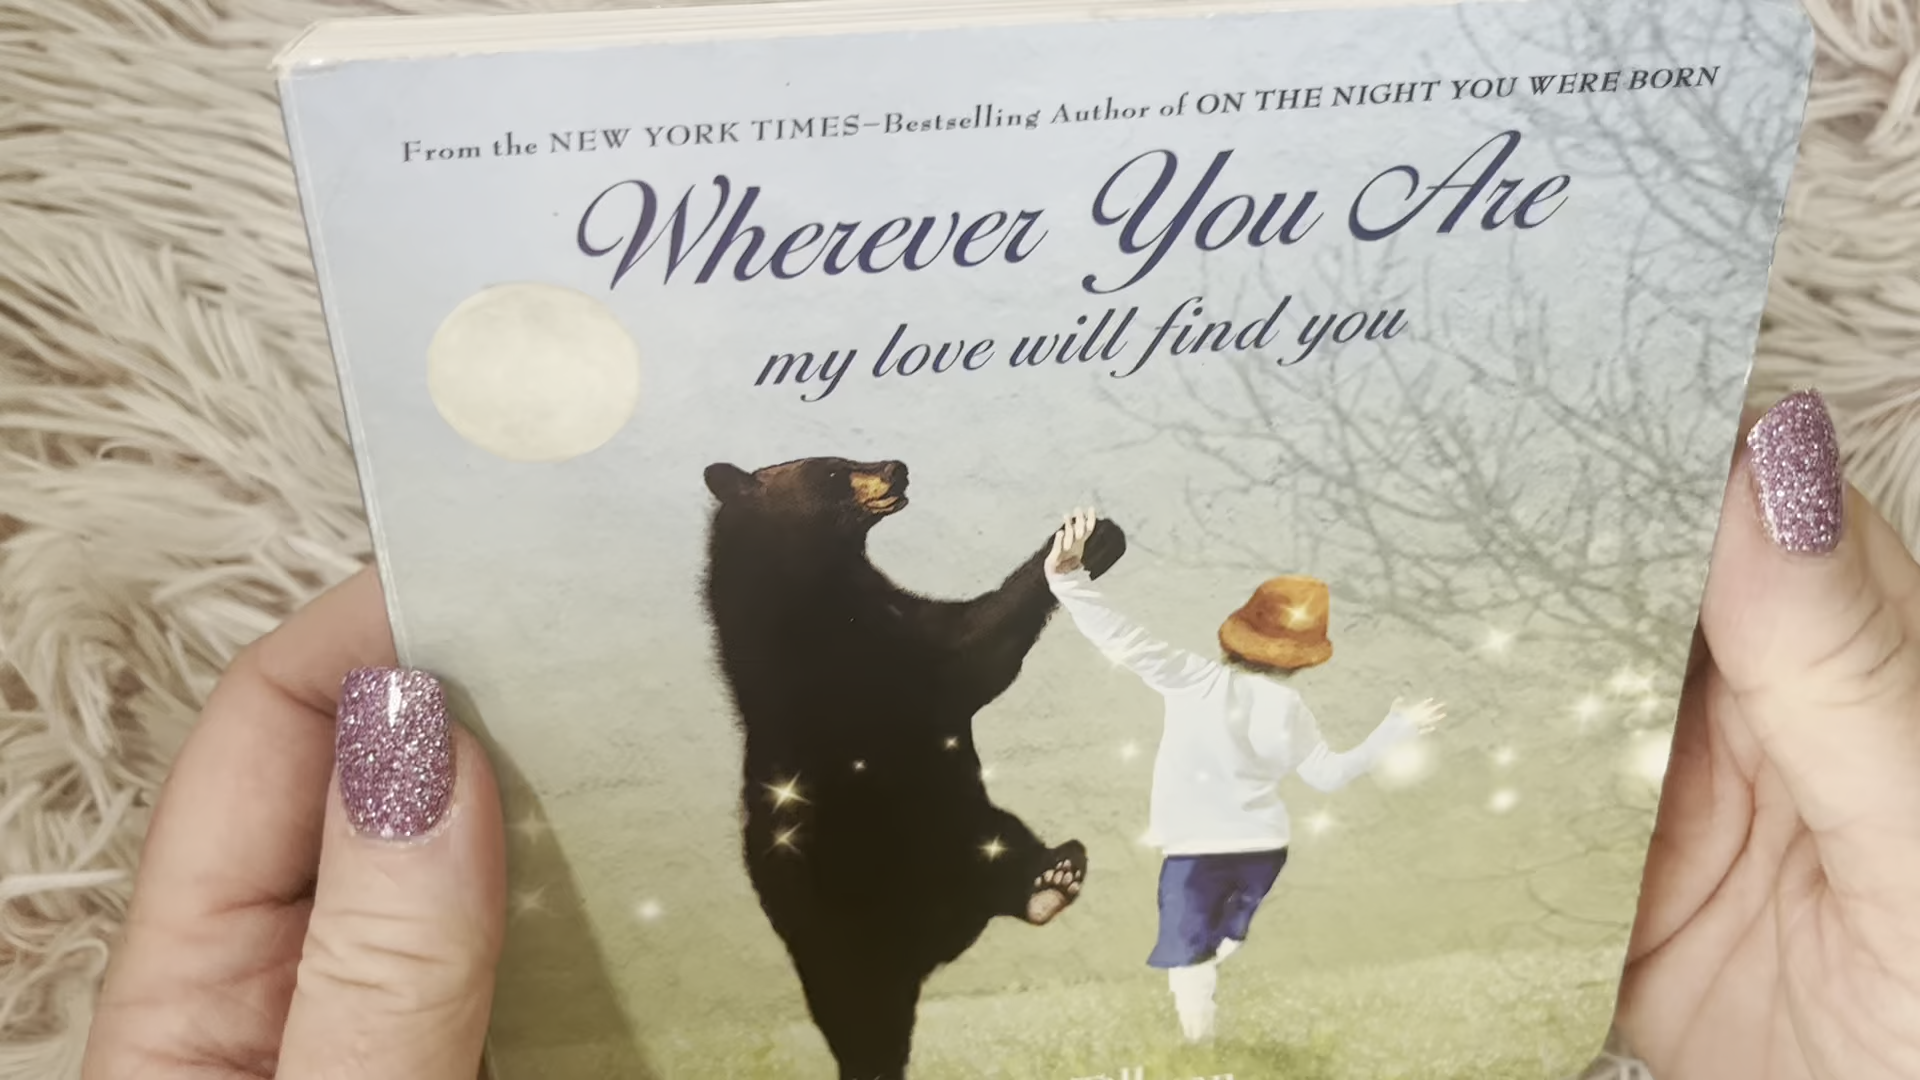 From the NEW YORK TIMES–Bestselling Author of ON THE NIGHT YOU WERE BORN
Wherever You Are
my love will find you